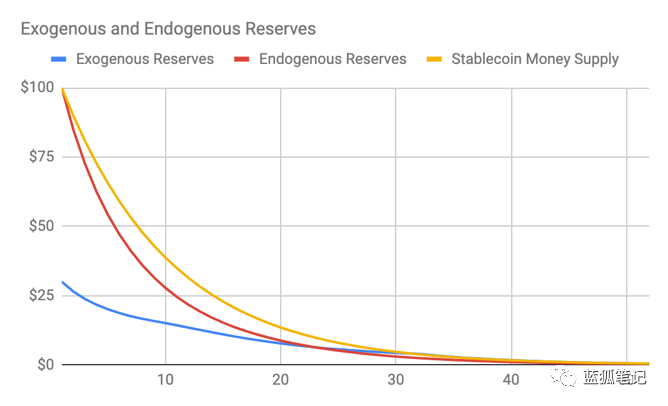 Exogenous and Endogenous Reserves
Exogenous Reserves Endogenous Reserves Stablecoin Money Supply
$100
$75
$50
$25
$0
10 20 30 40
蓝狐笔记